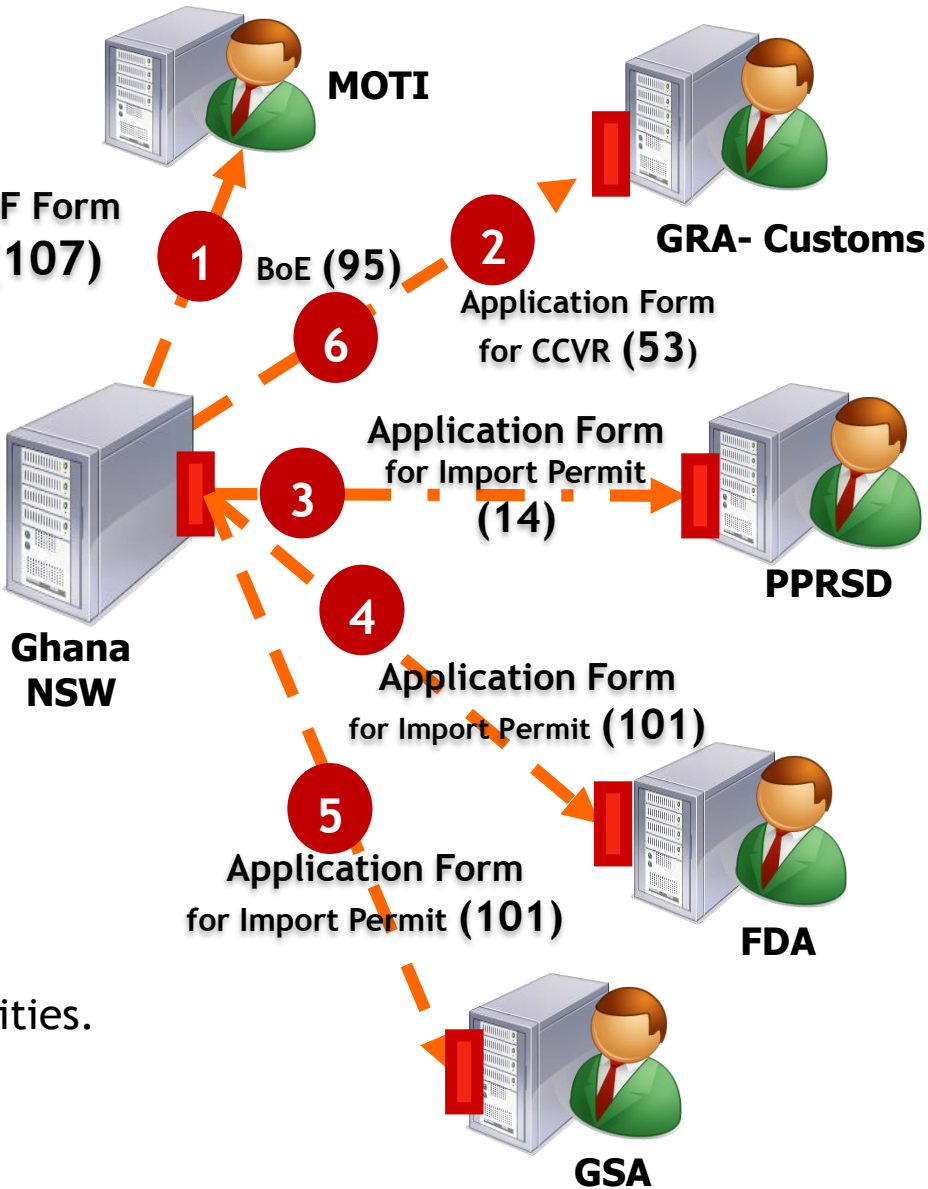 MOTI
F Form
107)
1
BoE (95)
2
GRA- Customs
Application Form
for CCVR (53)
6
Application Form
for Import Permit
(14)
3
PPRSD
Ghana
NSW
4
Application Form
for Import Permit (101)
5
Application Form
for Import Permit (101)
FDA
ities.
GSA